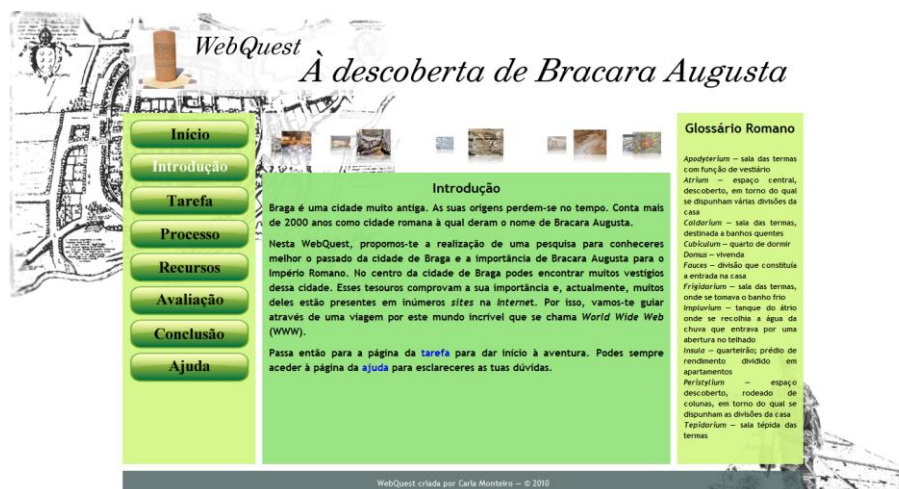 WebQuest
À descoberta de Bracara Augusta
Início
Introdução
Tarefa
Processo
Recursos
Avaliação
Conclusão
Ajuda
Introdução
Braga é uma cidade muito antiga. As suas origens perdem-se no tempo. Conta mais
de 2000 anos como cidade romana à qual deram o nome de Bracara Augusta.
Nesta WebQuest, propomos-te a realização de uma pesquisa para conheceres
melhor o passado da cidade de Braga e a importância de Bracara Augusta para o
Império Romano. No centro da cidade de Braga podes encontrar muitos vestígios
dessa cidade. Esses tesouros comprovam a sua importância e, actualmente, muitos
deles estão presentes em inúmeros sites na Internet. Por isso, vamos-te guiar
através de uma viagem por este mundo incrível que se chama World Wide Web
(WWW).
Passa então para a página da tarefa para dar início à aventura. Podes sempre
aceder à página da ajuda para esclareceres as tuas dúvidas.
Glossário Romano
Apodyterium — sala das termas
com função de vestiário
Atrium — espaço central,
descoberto, em torno do qual
se dispunham várias divisões da
casa
Caldarium — sala das termas,
destinada a banhos quentes
Cubiculum — quarto de dormir
Domus — vivenda
Fauces — divisão que constituía
a entrada na casa
Frigidarium — sala das termas,
onde se tomava o banho frio
Impluvium — tanque do átrio
onde se recolhia a água da
chuva que entrava por uma
abertura no telhado
Insula — quarteirão; prédio de
rendimento dividido em
apartamentos
Peristylium — espaço
descoberto, rodeado de
colunas, em torno do qual se
dispunham as divisões da casa
Tepidarium — sala tépida das
termas
WebQuest criada por Carla Monteiro — © 2010